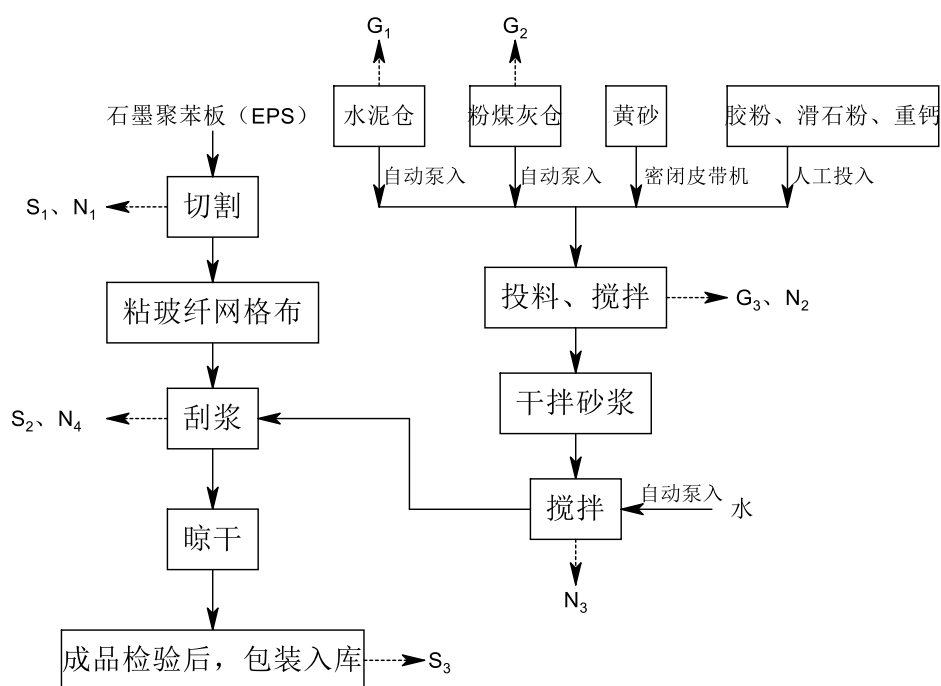 G₁
G₂
石墨聚苯板（EPS）
水泥仓
粉煤灰仓
黄砂
胶粉、滑石粉、重钙
自动泵入
自动泵入
密闭皮带机
人工投入
S₁、N₁
切割
粘玻纤网格布
投料、搅拌
G₃、N₂
干拌砂浆
S₂、N₄
刮浆
搅拌
自动泵入
水
晾干
N₃
成品检验后，包装入库
S₃